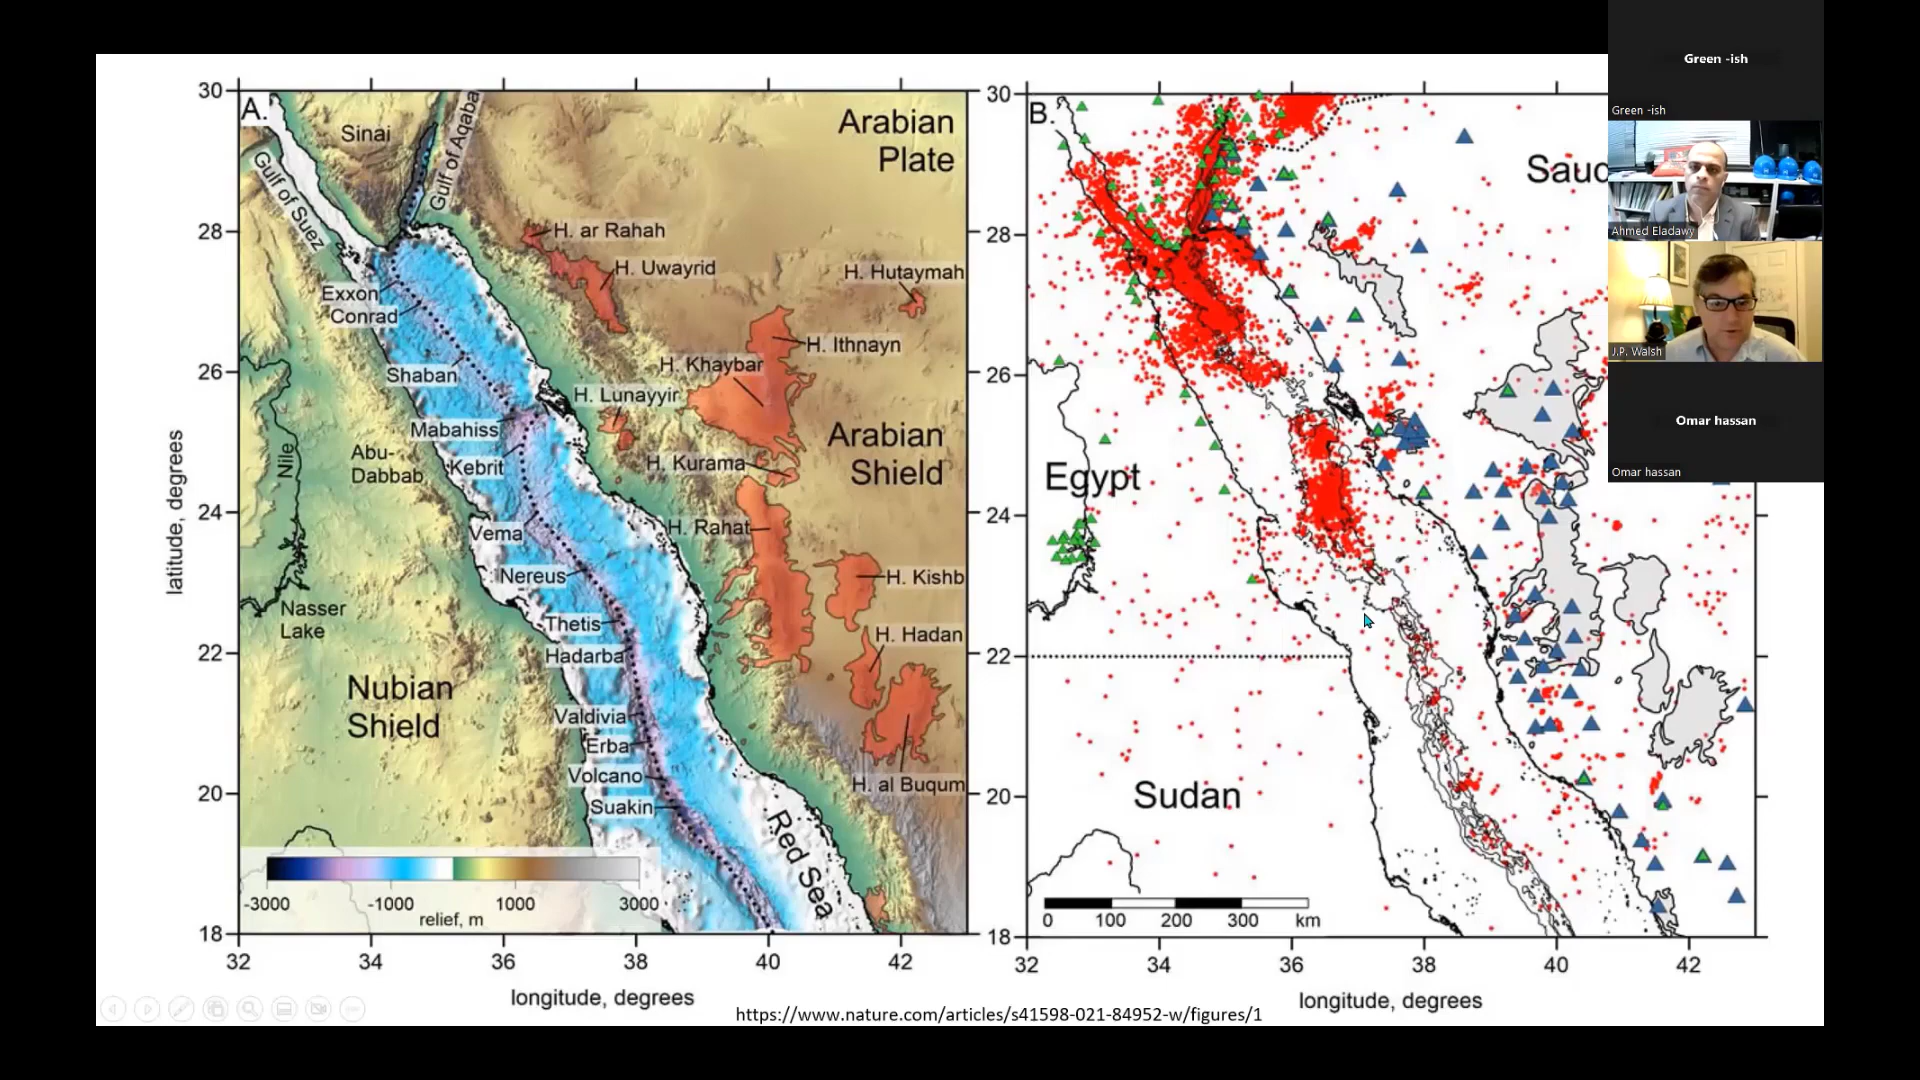 A.
30
28
26
24
22
20
18
latitude, degrees
32
34
36
38
40
42
longitude, degrees
Sinai
Gulf of Aqaba
Gulf of Suez
Arabian
Plate
H. ar Rahah
H. Uwayrid
H. Hutaymah
Exxon
Conrad
H. Ithnayn
H. Khaybar
Shaban
H. Lunayyir
Mabahiss
Arabian
Shield
Abu-
Dabbab
Kebrit
H. Kurama
Nile
Vema
H. Rahat
Nereus
H. Kishb
Nasser
Lake
Thetis
H. Hadan
Hadarba
Nubian
Shield
Valdivia
Erba
Volcano
H. al Buqum
Suakin
Red Sea
-3000
-1000
1000
3000
relief, m
B.
30
28
26
24
22
20
18
Saud
Egypt
Sudan
0
100
200
300
km
32
34
36
38
40
42
longitude, degrees
https://www.nature.com/articles/s41598-021-84952-w/figures/1
Green -ish
Green -ish
Ahmed Eladawy
J.P. Walsh
Omar hassan
Omar hassan